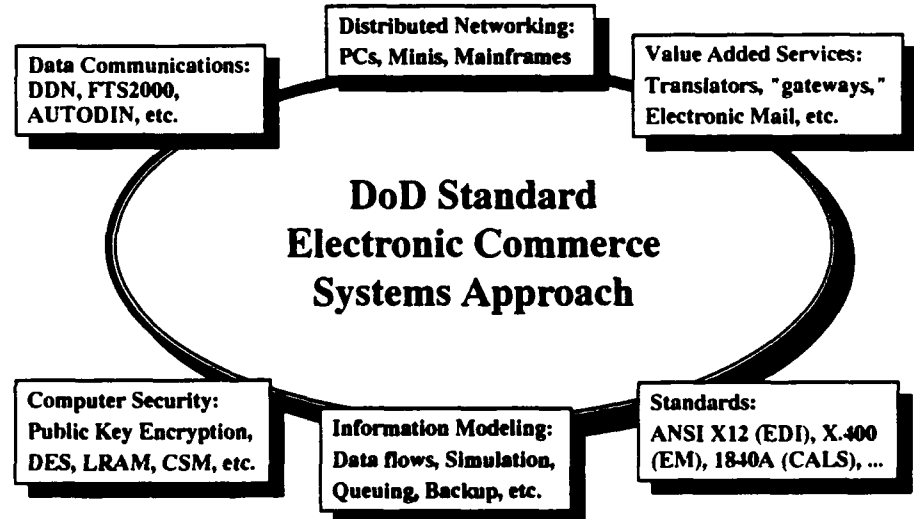 Distributed Networking:
PCs, Minis, Mainframes
Data Communications:
DDN, FTS2000,
AUTODIN, etc.
Value Added Services:
Translators, "gateways,"
Electronic Mail, etc.
DoD Standard
Electronic Commerce
Systems Approach
Computer Security:
Public Key Encryption,
DES, LRAM, CSM, etc.
Information Modeling:
Data flows, Simulation,
Queuing, Backup, etc.
Standards:
ANSI X12 (EDI), X.400
(EM), 1840A (CALS), ...